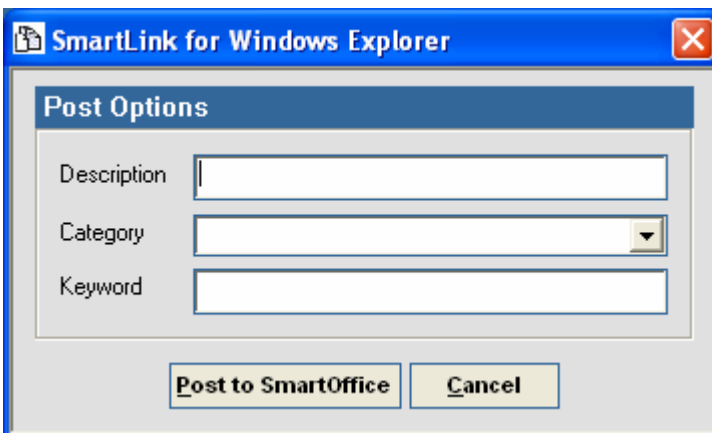 SmartLink for Windows Explorer
Post Options
Description
Category
Keyword
Post to SmartOffice Cancel